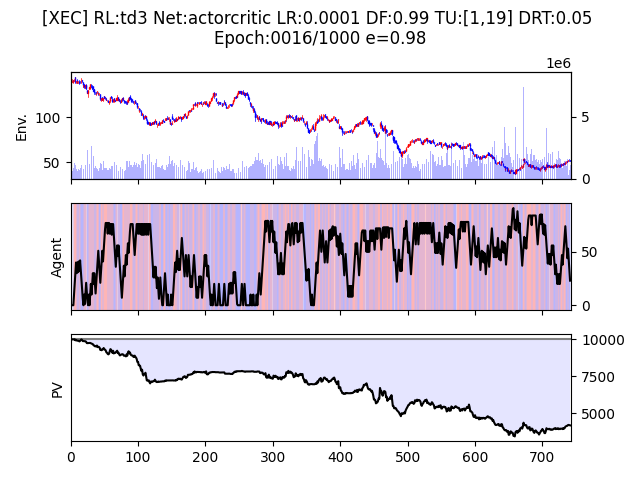 [XEC] RL:td3 Net:actorcritic LR:0.0001 DF:0.99 TU:[1,19] DRT:0.05
Epoch:0016/1000 e=0.98
1e6
Env.
100
50
5
0
Agent
50
0
PV
10000
7500
5000
0 100 200 300 400 500 600 700